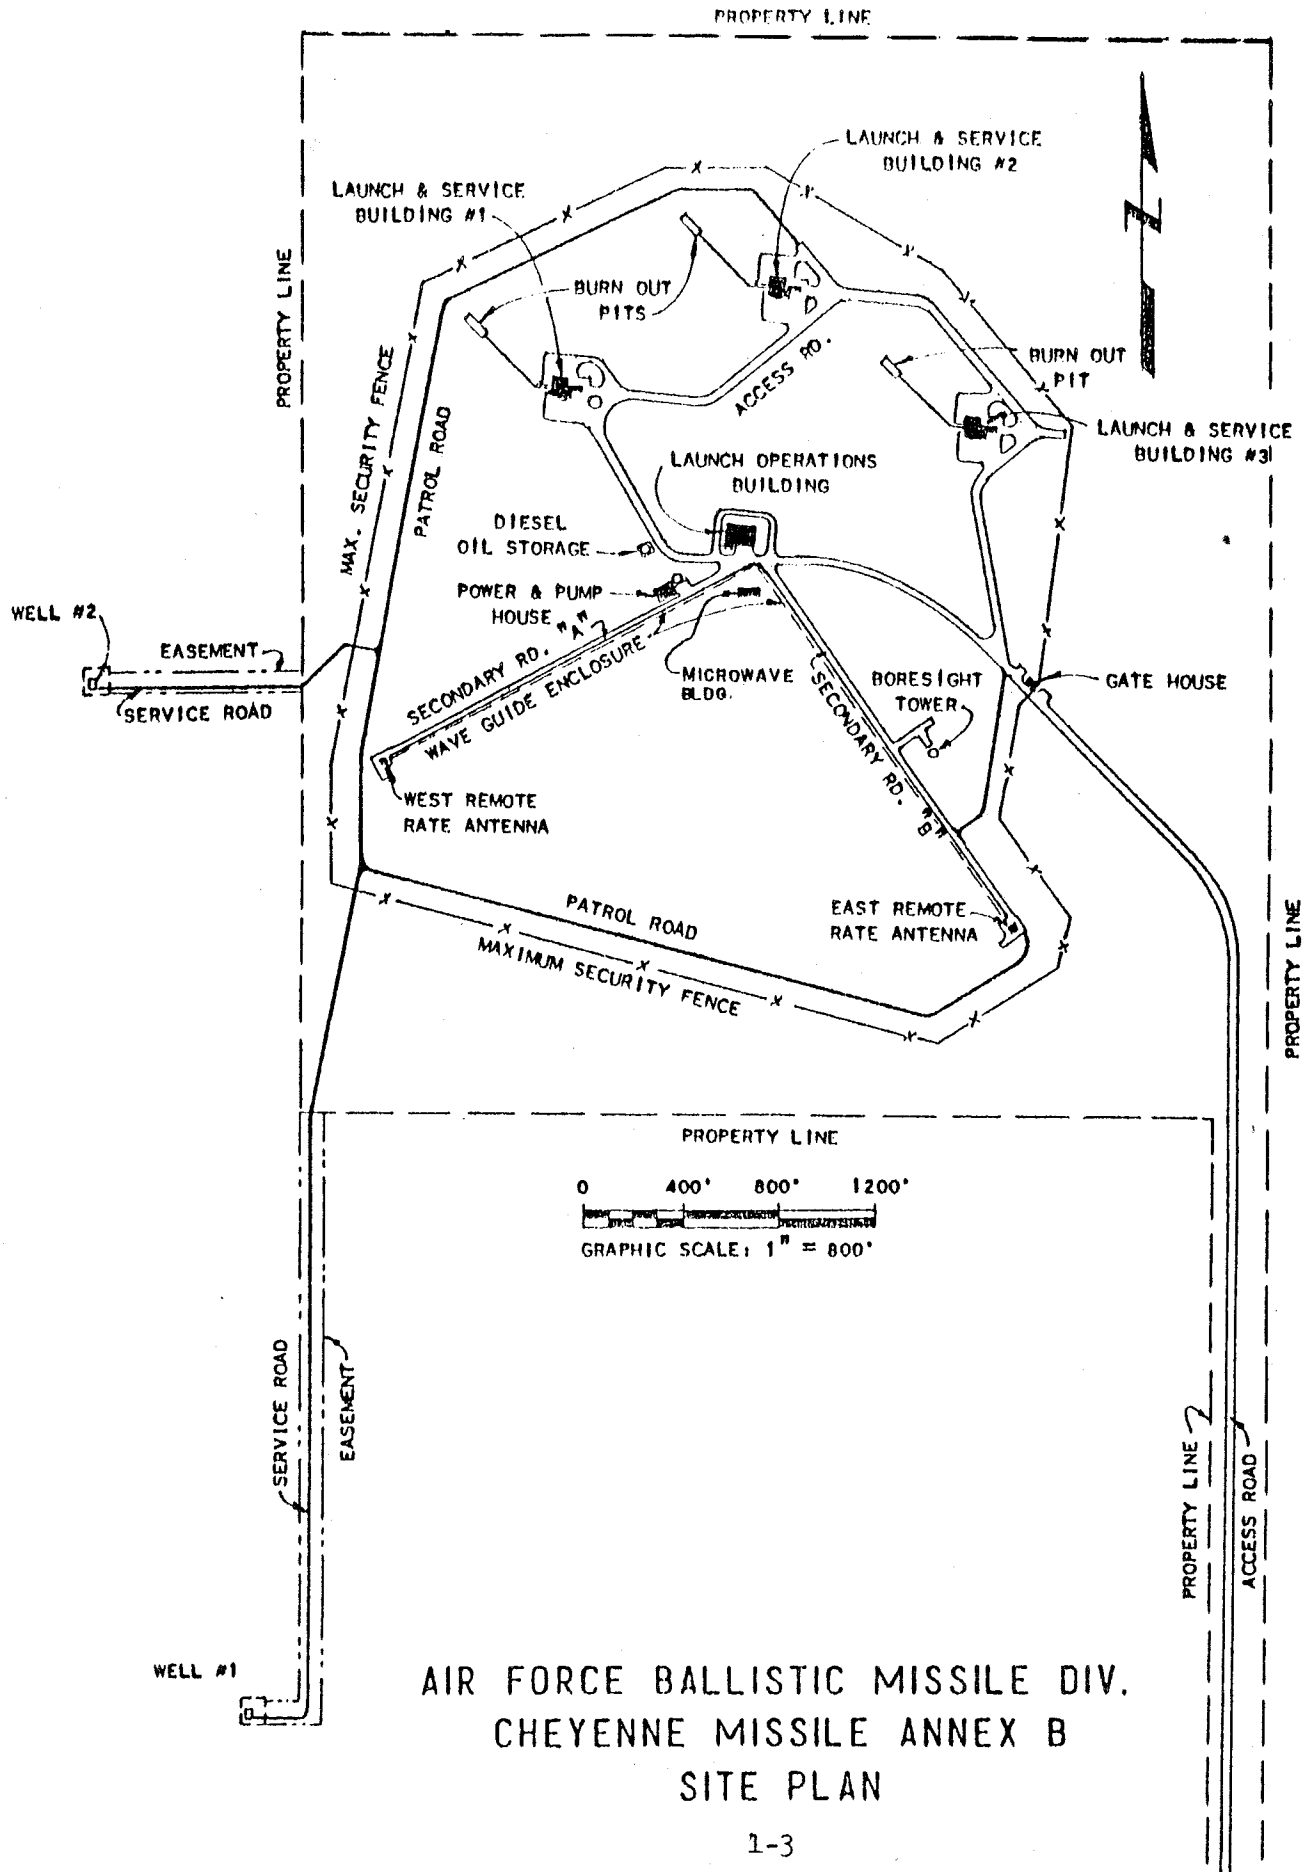 PROPERTY LINE
LAUNCH & SERVICE
BUILDING #2
LAUNCH & SERVICE
BUILDING #1
PROPERTY LINE
BURN OUT
PITS
MAX. SECURITY FENCE
PATROL ROAD
ACCESS RD.
BURN OUT
PIT
LAUNCH & SERVICE
BUILDING #3
LAUNCH OPERATIONS
BUILDING
DIESEL
OIL STORAGE
POWER & PUMP
HOUSE
WELL #2
EASEMENT
SERVICE ROAD
SECONDARY RD. "A"
WAVE GUIDE ENCLOSURE
MICROWAVE
BLDG.
SECONDARY RD. "B"
BORESIGHT
TOWER
GATE HOUSE
WEST REMOTE
RATE ANTENNA
EAST REMOTE
RATE ANTENNA
PATROL ROAD
MAXIMUM SECURITY FENCE
PROPERTY LINE
PROPERTY LINE
0 400' 800' 1200'
GRAPHIC SCALE: 1" = 800'
SERVICE ROAD
EASEMENT
PROPERTY LINE
ACCESS ROAD
WELL #1
AIR FORCE BALLISTIC MISSILE DIV.
CHEYENNE MISSILE ANNEX B
SITE PLAN
1-3